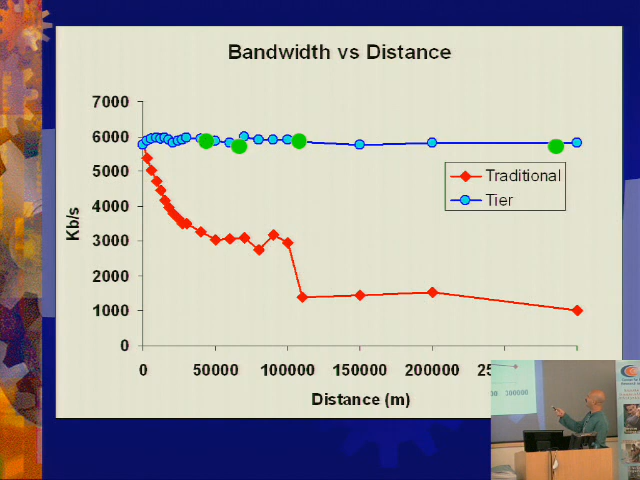 Bandwidth vs Distance
7000
6000
5000
4000
3000
2000
1000
0
Kb/s
Traditional
Tier
0
50000
100000
150000
200000
Distance (m)
300000